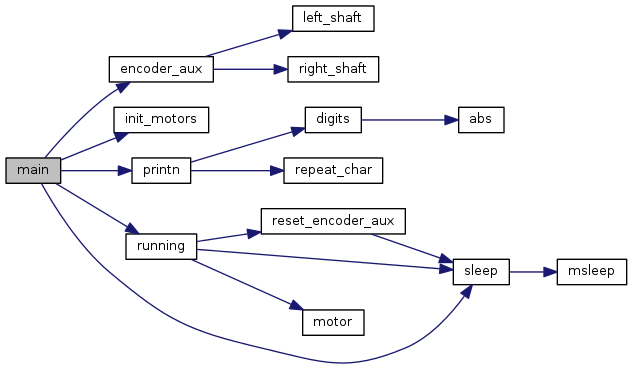 left_shaft
encoder_aux
right_shaft
init_motors
digits
abs
main
printn
repeat_char
reset_encoder_aux
running
sleep
msleep
motor